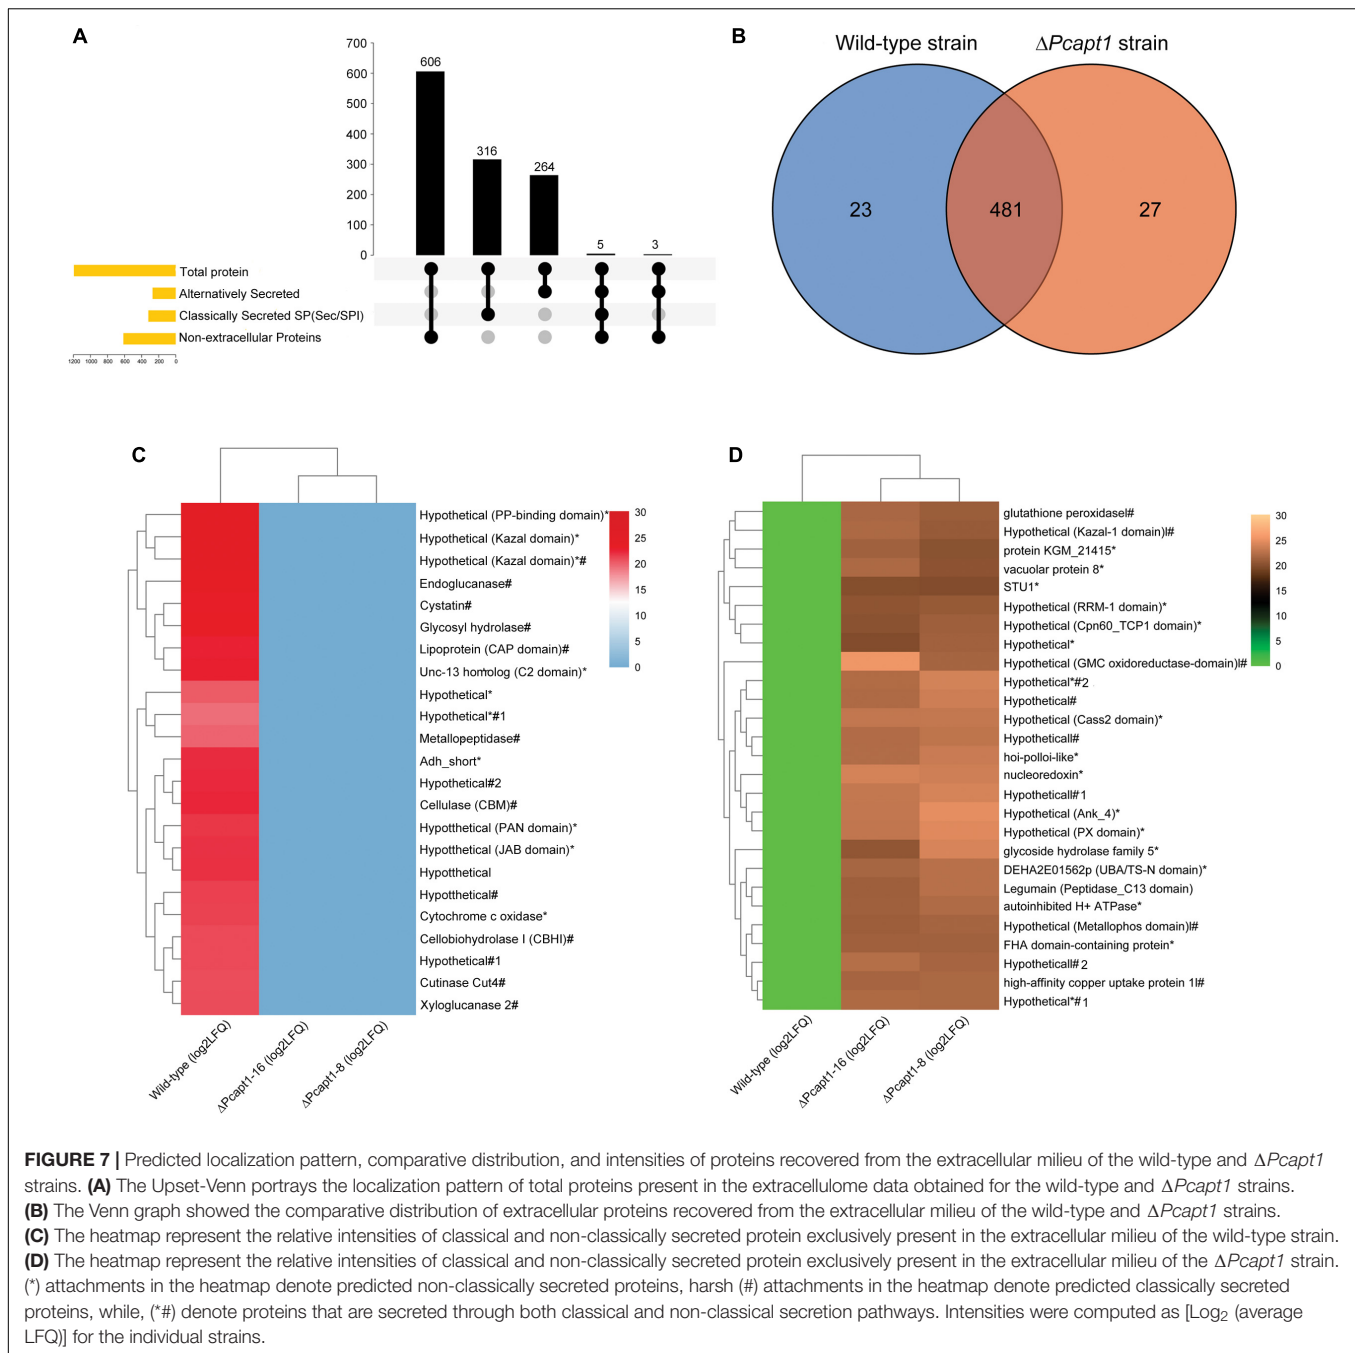 A
700
600
500
400
300
200
100
0
606
316
264
5
3
Total protein
Alternatively Secreted
Classically Secreted SP(Sec/SPI)
Non-extracellular Proteins
1200 1000 800 600 400 200 0
B
Wild-type strain
ΔPcapt1 strain
23
481
27
C
Hypothetical (PP-binding domain)*
Hypothetical (Kazal domain)*
Hypothetical (Kazal domain)*#
Endoglucanase#
Cystatin#
Glycosyl hydrolase#
Lipoprotein (CAP domain)#
Unc-13 homolog (C2 domain)*
Hypothetical*
Hypothetical*#1
Metallopeptidase#
Adh_short*
Hypothetical#2
Cellulase (CBM)#
Hypotthetical (PAN domain)*
Hypotthetical (JAB domain)*
Hypotthetical
Hypotthetical#
Cytochrome c oxidase*
Cellobiohydrolase I (CBHI)#
Hypothetical#1
Cutinase Cut4#
Xyloglucanase 2#
30
25
20
15
10
5
0
Wild-type (log2LFQ)
ΔPcapt1-16 (log2LFQ)
ΔPcapt1-8 (log2LFQ)
D
glutathione peroxidasel#
Hypothetical (Kazal-1 domain)l#
protein KGM_21415*
vacuolar protein 8*
STU1*
Hypothetical (RRM-1 domain)*
Hypothetical (Cpn60_TCP1 domain)*
Hypothetical*
Hypothetical (GMC oxidoreductase-domain)l#
Hypothetical*#2
Hypothetical#
Hypothetical (Cass2 domain)*
Hypotheticall#
hoi-polloi-like*
nucleoredoxin*
Hypotheticall#1
Hypothetical (Ank_4)*
Hypothetical (PX domain)*
glycoside hydrolase family 5*
DEHA2E01562p (UBA/TS-N domain)*
Legumain (Peptidase_C13 domain)
autoinhibited H+ ATPase*
Hypothetical (Metallophos domain)l#
FHA domain-containing protein*
Hypotheticall#2
high-affinity copper uptake protein 1l#
Hypothetical*#1
30
25
20
15
10
5
0
Wild-type (log2LFQ)
ΔPcapt1-16 (log2LFQ)
ΔPcapt1-8 (log2LFQ)
FIGURE 7 | Predicted localization pattern, comparative distribution, and intensities of proteins recovered from the extracellular milieu of the wild-type and ΔPcapt1
strains. (A) The Upset-Venn portrays the localization pattern of total proteins present in the extracellulome data obtained for the wild-type and ΔPcapt1 strains.
(B) The Venn graph showed the comparative distribution of extracellular proteins recovered from the extracellular milieu of the wild-type and ΔPcapt1 strains.
(C) The heatmap represent the relative intensities of classical and non-classically secreted protein exclusively present in the extracellular milieu of the wild-type strain.
(D) The heatmap represent the relative intensities of classical and non-classically secreted protein exclusively present in the extracellular milieu of the ΔPcapt1 strain.
(*) attachments in the heatmap denote predicted non-classically secreted proteins, harsh (#) attachments in the heatmap denote predicted classically secreted
proteins, while, (*#) denote proteins that are secreted through both classical and non-classical secretion pathways. Intensities were computed as [Log2 (average
LFQ)] for the individual strains.